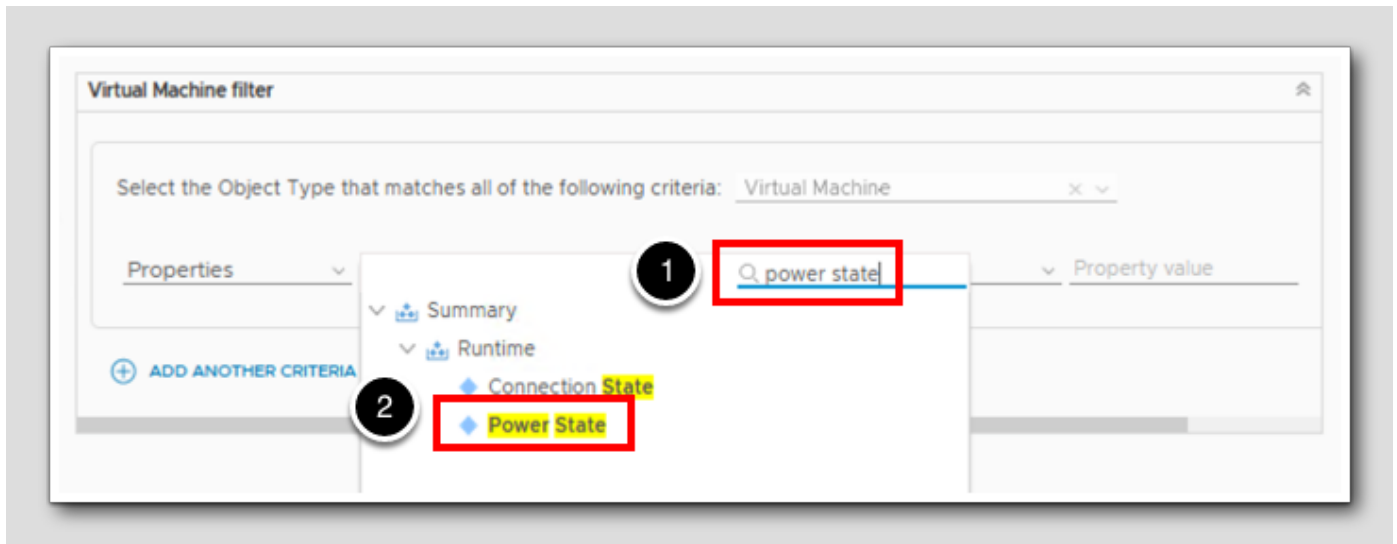 Virtual Machine filter
Select the Object Type that matches all of the following criteria: Virtual Machine
Properties 1 power state Property value
Summary
Runtime
ADD ANOTHER CRITERIA
Connection State
2 Power State